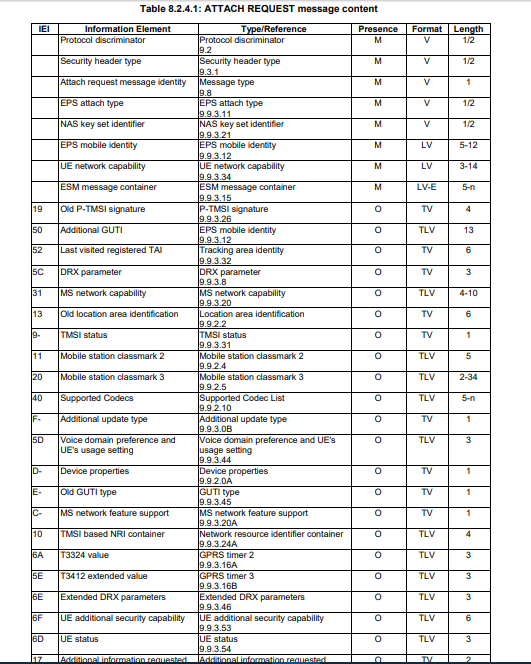 Table 8.2.4.1: ATTACH REQUEST message content
IEI Information Element Type/Reference Presence Format Length
Protocol discriminator Protocol discriminator M V 1/2
9.2
Security header type Security header type M V 1/2
9.3.1
Attach request message identity Message type M V 1
9.8
EPS attach type EPS attach type M V 1/2
9.9.3.11
NAS key set identifier NAS key set identifier M V 1/2
9.9.3.21
EPS mobile identity EPS mobile identity M LV 5-12
9.9.3.12
UE network capability UE network capability M LV 3-14
9.9.3.34
ESM message container ESM message container M LV-E 5-n
9.9.3.15
19 Old P-TMSI signature P-TMSI signature O TV 4
9.9.3.26
50 Additional GUTI EPS mobile identity O TLV 13
9.9.3.12
52 Last visited registered TAI Tracking area identity O TV 6
9.9.3.32
5C DRX parameter DRX parameter O TV 3
9.9.3.8
31 MS network capability MS network capability O TLV 4-10
9.9.3.20
13 Old location area identification Location area identification O TV 6
9.9.2.2
9- TMSI status TMSI status O TV 1
9.9.3.31
11 Mobile station classmark 2 Mobile station classmark 2 O TLV 5
9.9.2.4
20 Mobile station classmark 3 Mobile station classmark 3 O TLV 2-34
9.9.2.5
40 Supported Codecs Supported Codec List O TLV 5-n
9.9.2.10
F- Additional update type Additional update type O TV 1
9.9.3.0B
5D Voice domain preference and Voice domain preference and UE's O TLV 3
UE's usage setting usage setting
9.9.3.44
D- Device properties Device properties O TV 1
9.9.2.0A
E- Old GUTI type GUTI type O TV 1
9.9.3.45
C- MS network feature support MS network feature support O TV 1
9.9.3.20A
10 TMSI based NRI container Network resource identifier container O TLV 4
9.9.3.24A
6A T3324 value GPRS timer 2 O TLV 3
9.9.3.16A
5E T3412 extended value GPRS timer 3 O TLV 3
9.9.3.16B
6E Extended DRX parameters Extended DRX parameters O TLV 3
9.9.3.46
6F UE additional security capability UE additional security capability O TLV 6
9.9.3.53
6D UE status UE status O TLV 3
9.9.3.54
17 Additional information requested Additional information requested O TV 2